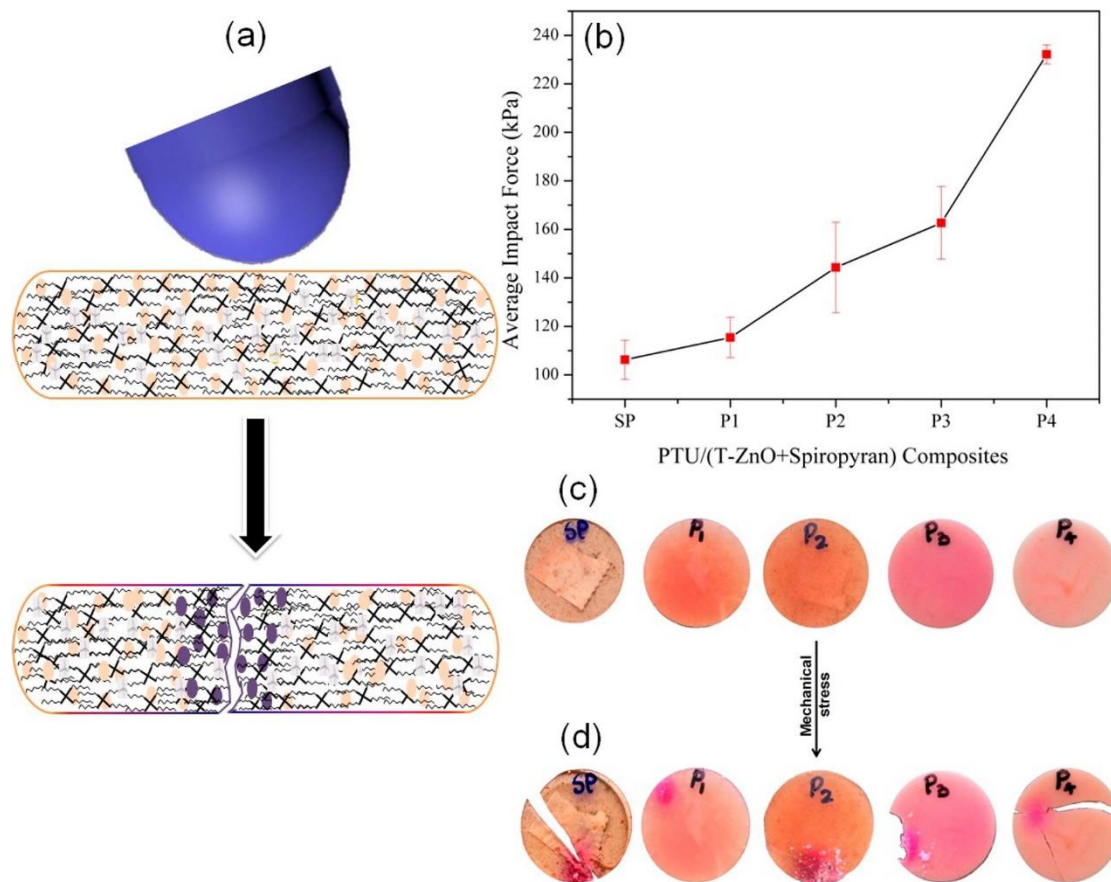 (a)
(b)
Average Impact Force (kPa)
240
220
200
180
160
140
120
100
SP P1 P2 P3 P4
PTU/(T-ZnO+Spiropyran) Composites
(c)
SP P1 P2 P3 P4
Mechanical
stress
(d)
SP P1 P2 P3 P4